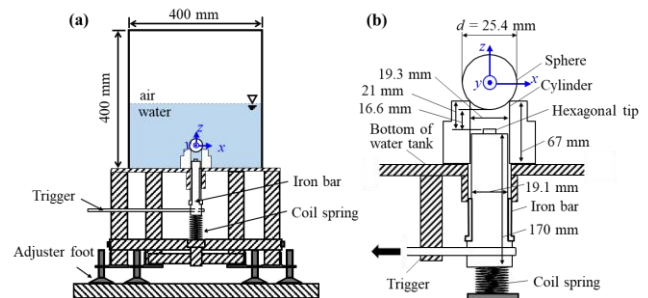 (a)
400 mm
400 mm
air
water
z
y
x
Trigger
Iron bar
Coil spring
Adjuster foot
(b)
d = 25.4 mm
z
Sphere
19.3 mm
y
x
Cylinder
21 mm
16.6 mm
Hexagonal tip
Bottom of
water tank
67 mm
19.1 mm
Iron bar
170 mm
Trigger
Coil spring